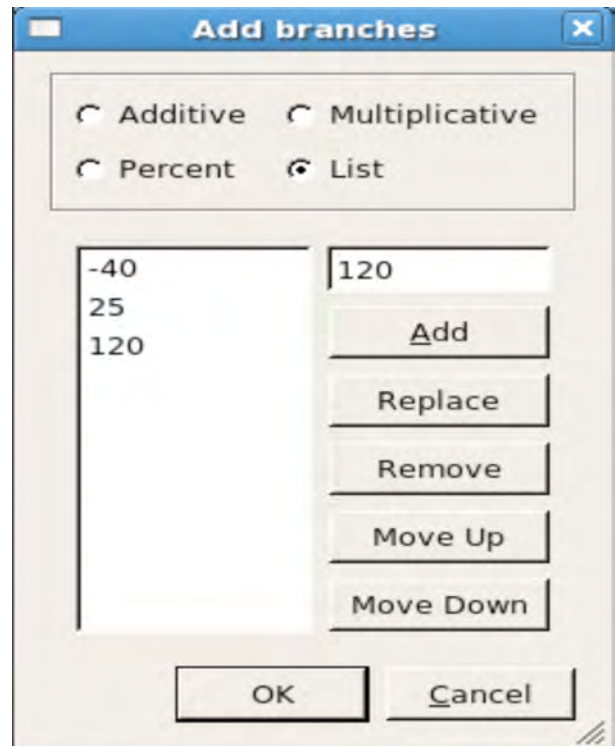 Add branches
Additive Multiplicative
Percent List
-40
25
120
120
Add
Replace
Remove
Move Up
Move Down
OK Cancel